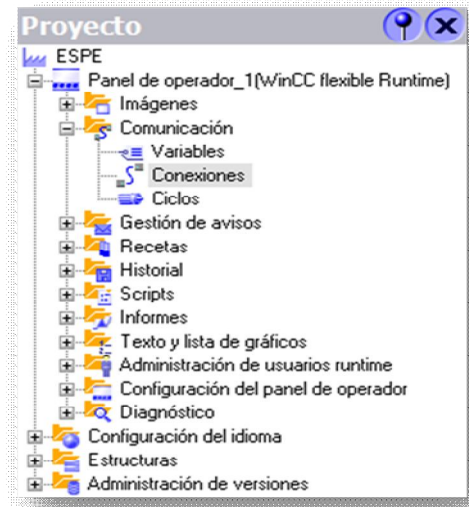 Proyecto
ESPE
Panel de operador_1(WinCC flexible Runtime)
Imágenes
Comunicación
Variables
Conexiones
Ciclos
Gestión de avisos
Recetas
Historial
Scripts
Informes
Texto y lista de gráficos
Administración de usuarios runtime
Configuración del panel de operador
Diagnóstico
Configuración del idioma
Estructuras
Administración de versiones